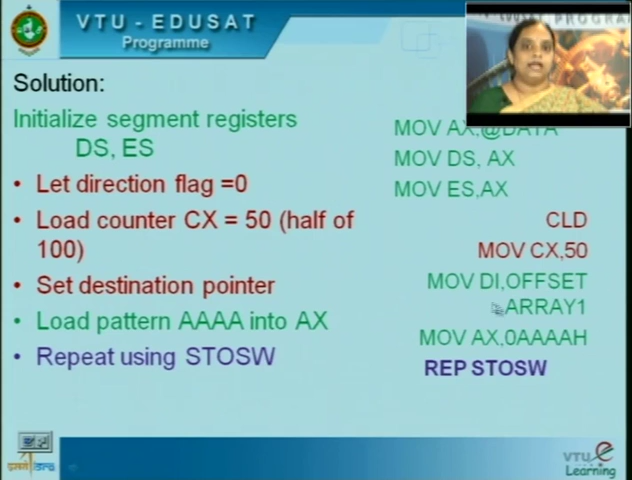 VTU - EDUSAT
Programme
Solution:
Initialize segment registers
DS, ES
• Let direction flag =0
• Load counter CX = 50 (half of
100)
• Set destination pointer
• Load pattern AAAA into AX
• Repeat using STOSW
MOV AX,@DATA
MOV DS, AX
MOV ES,AX
CLD
MOV CX,50
MOV DI,OFFSET
ARRAY1
MOV AX,0AAAAH
REP STOSW
VTU e
Learning